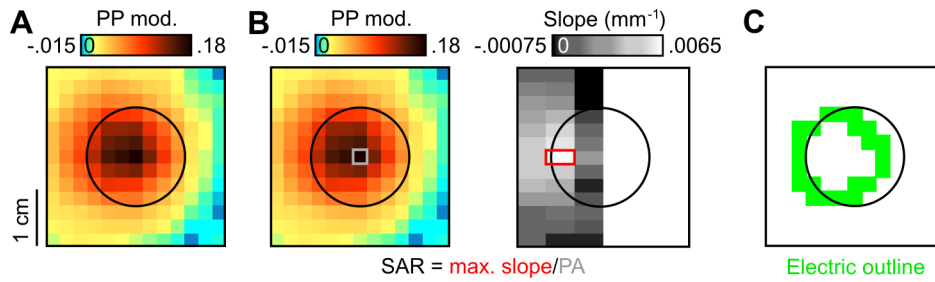 A
PP mod.
-.015 0 .18
B
PP mod.
-.015 0 .18
Slope (mm⁻¹)
-.00075 0 .0065
C
1 cm
SAR = max. slope/PA
Electric outline